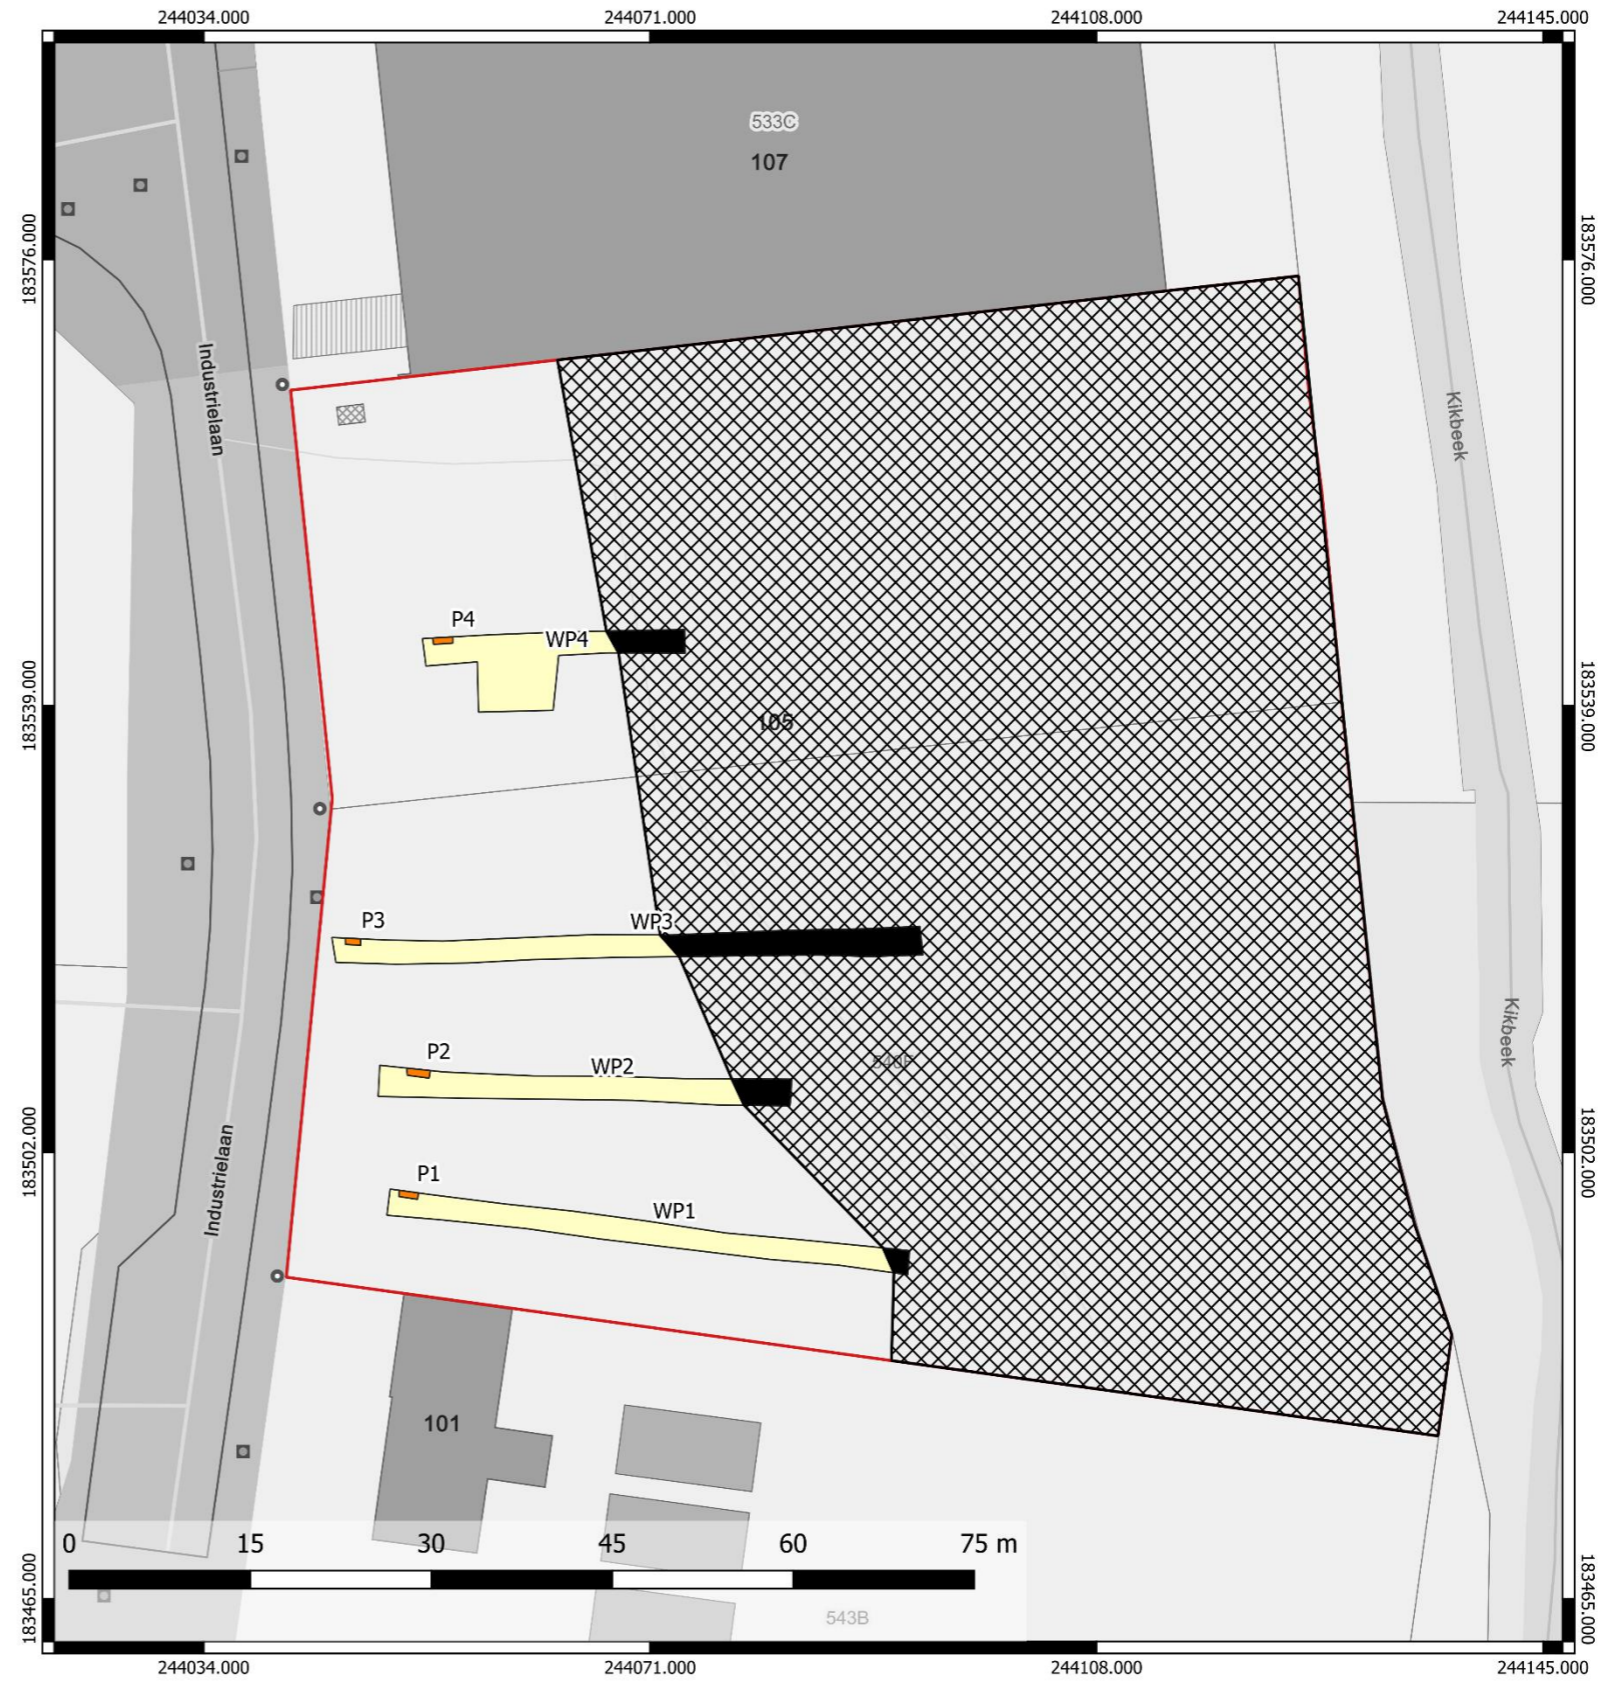 244034.000 244071.000 244108.000 244145.000
533C
107
183576.000
183576.000
Industrielaan
Kikbeek
P4
WP4
183539.000
105
183539.000
P3
WP3
Kikbeek
P2
WP2
540F
183502.000
Industrielaan
183502.000
P1
WP1
101
0 15 30 45 60 75 m
183465.000
543B
183465.000
244034.000 244071.000 244108.000 244145.000